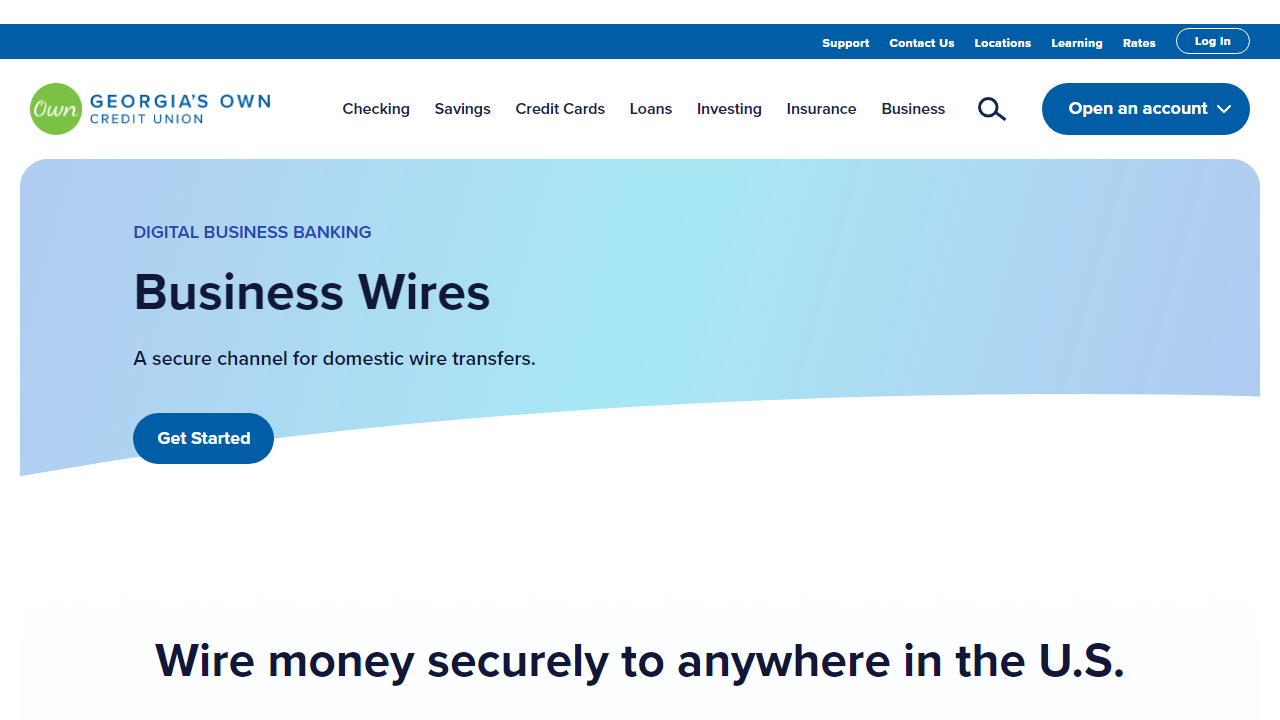 Support Contact Us Locations Learning Rates Log In
Own GEORGIA'S OWN
CREDIT UNION
Checking Savings Credit Cards Loans Investing Insurance Business Open an account
DIGITAL BUSINESS BANKING
Business Wires
A secure channel for domestic wire transfers.
Get Started
Wire money securely to anywhere in the U.S.